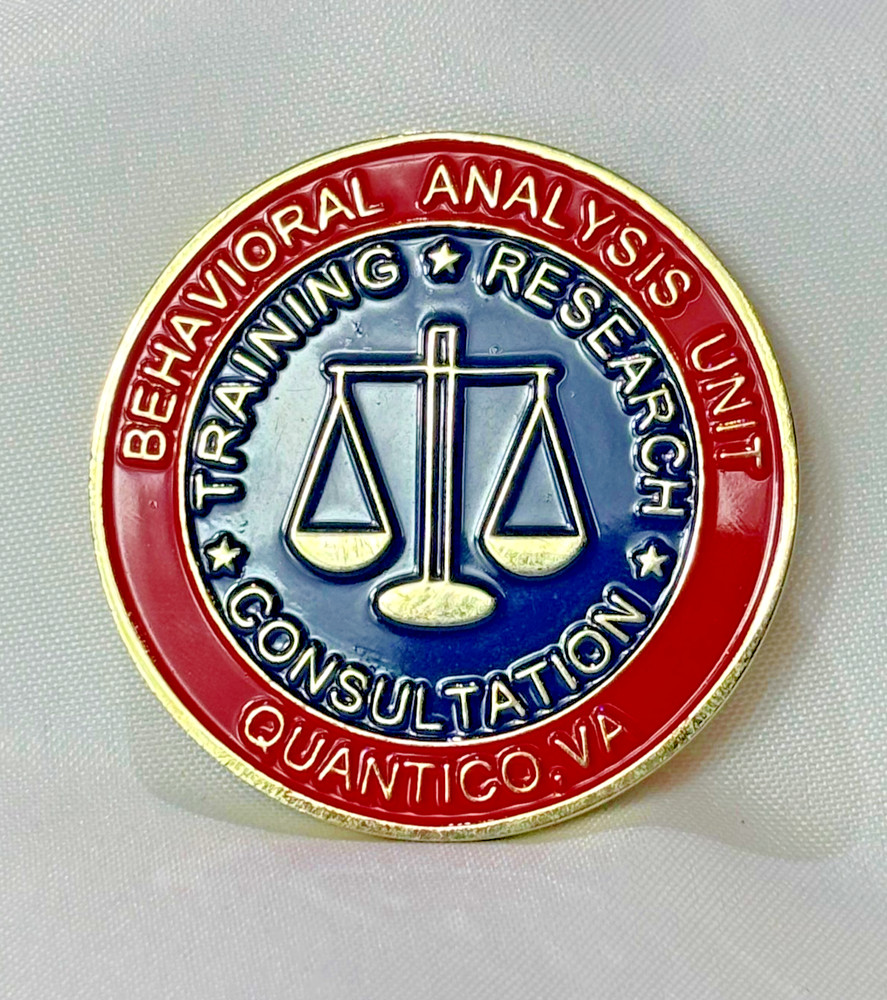 BEHAVIORAL ANALYSIS UNIT
TRAINING ★ RESEARCH
★ CONSULTATION ★
QUANTICO, VA